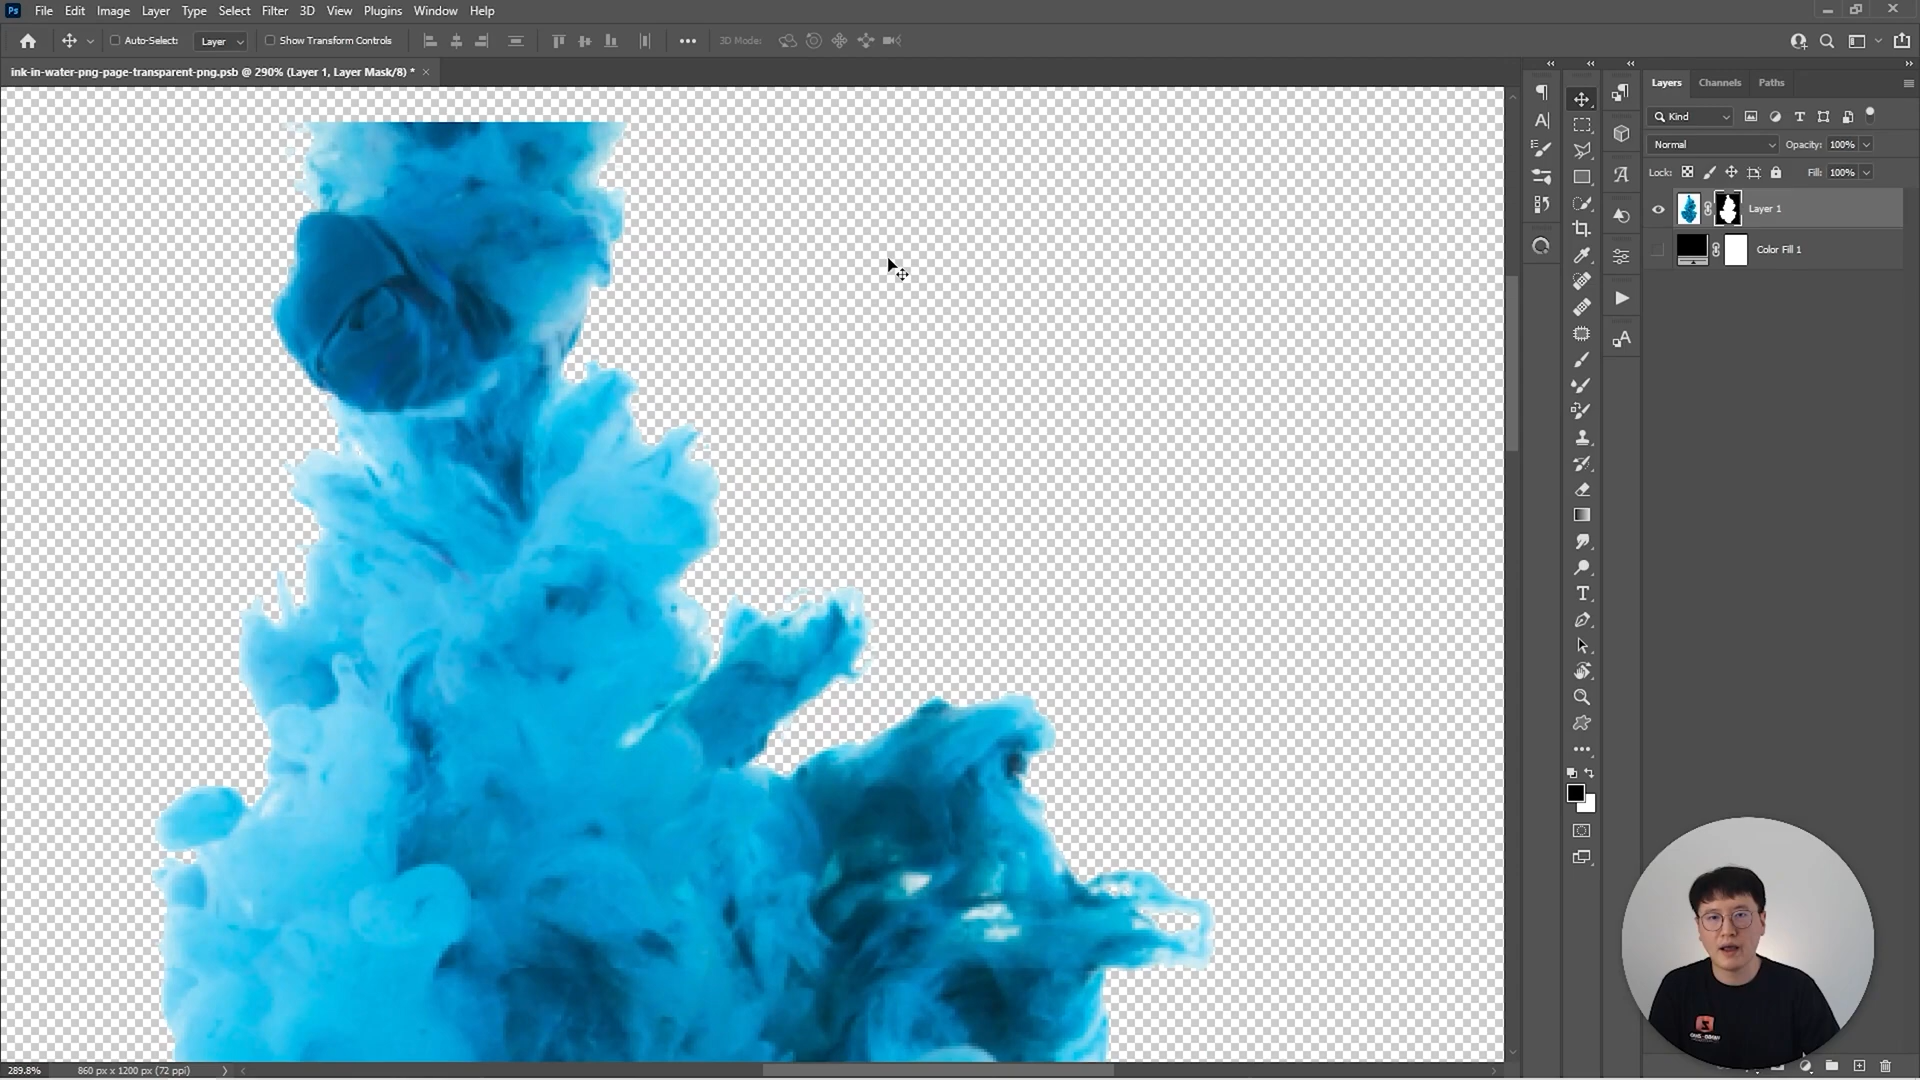 Ps File Edit Image Layer Type Select Filter 3D View Plugins Window Help
Auto-Select: Layer Show Transform Controls 3D Mode:
ink-in-water-png-page-transparent-png.psb @ 290% (Layer 1, Layer Mask/8) *
Layers Channels Paths
Kind
Normal Opacity: 100%
Lock: Fill: 100%
Layer 1
Color Fill 1
289.8% 860 px x 1200 px (72 ppi)